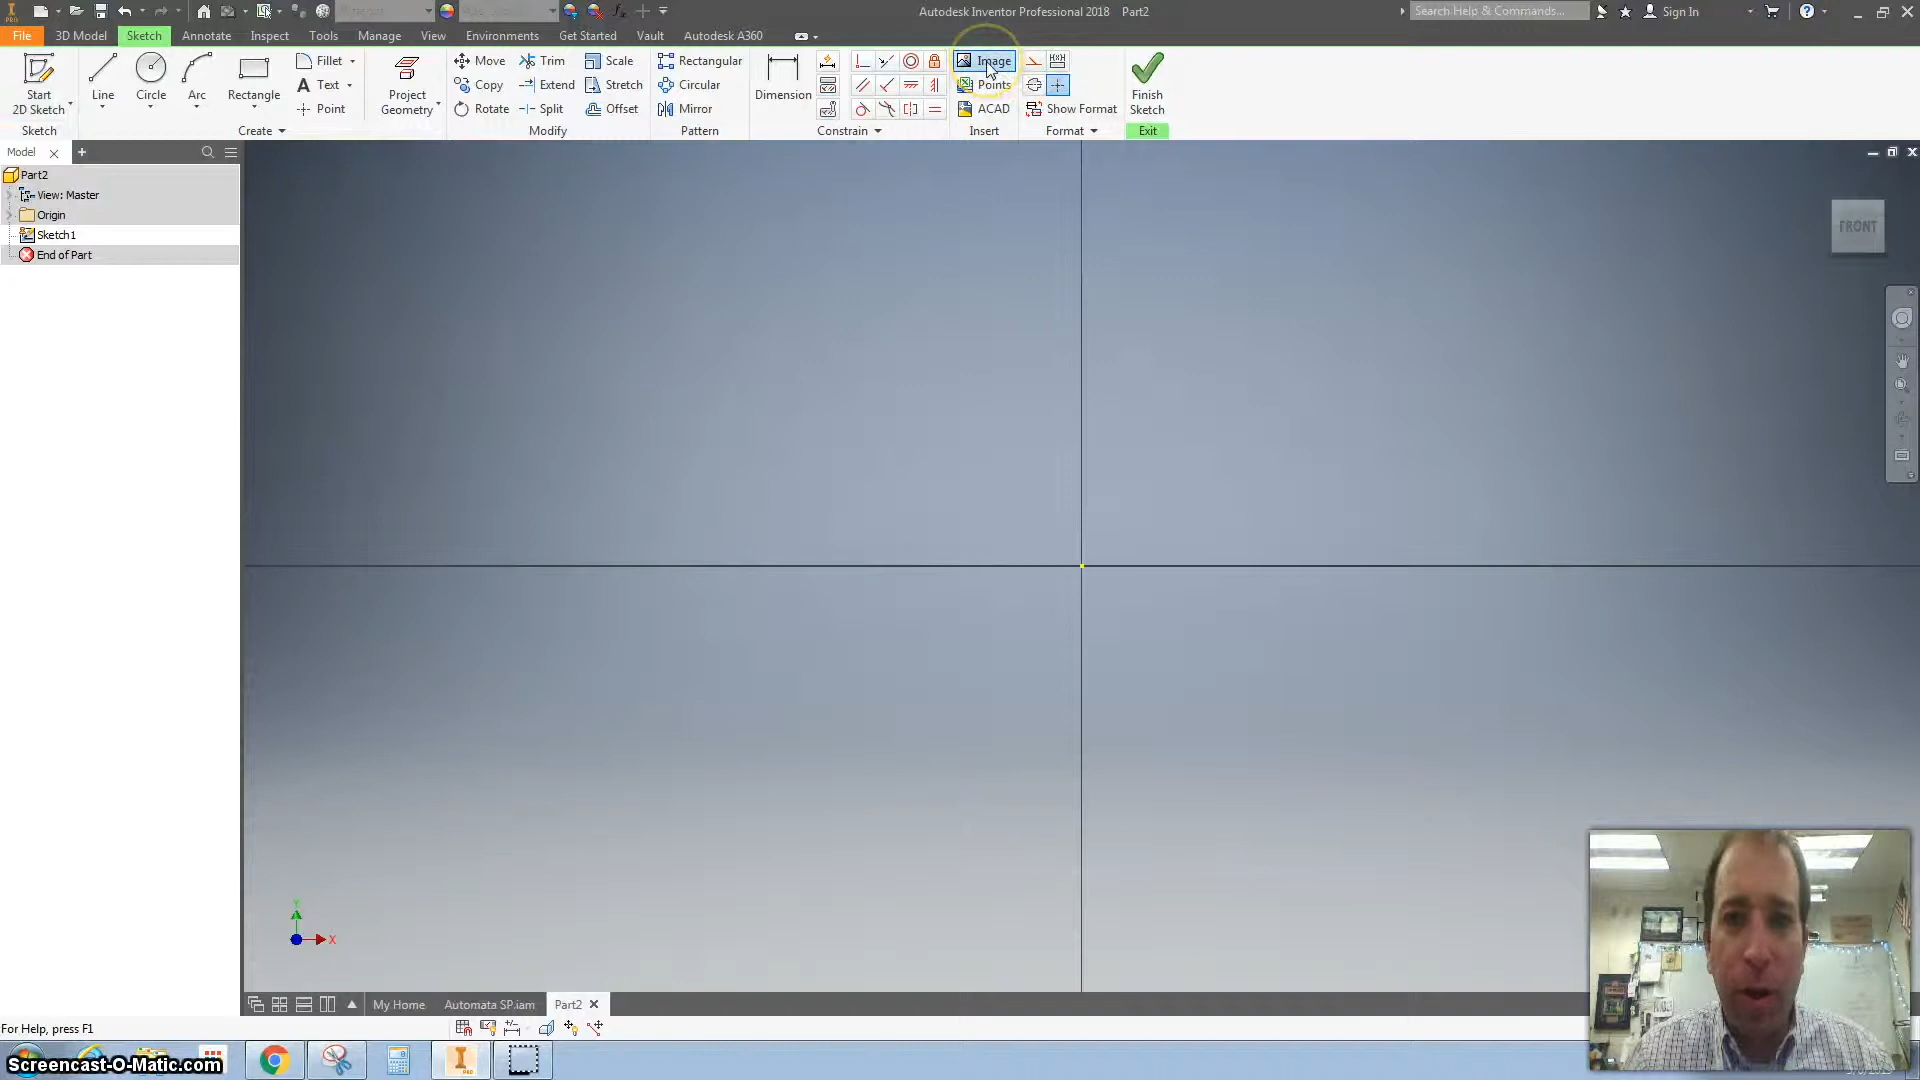 Autodesk Inventor Professional 2018 Part2
Search Help & Commands...
Sign In
PRO
File 3D Model Sketch Annotate Inspect Tools Manage View Environments Get Started Vault Autodesk A360
Start 2D Sketch
Line
Circle
Arc
Rectangle
Fillet
Text
Point
Project Geometry
Move
Copy
Rotate
Trim
Extend
Split
Scale
Stretch
Offset
Rectangular
Circular
Mirror
Dimension
Image
Points
ACAD
Show Format
Finish Sketch
Sketch Create Modify Pattern Constrain Insert Format Exit
Model
Part2
View: Master
Origin
Sketch1
End of Part
FRONT
Y
X
My Home Automata SP.iam Part2
For Help, press F1
PRO
Screencast-O-Matic.com